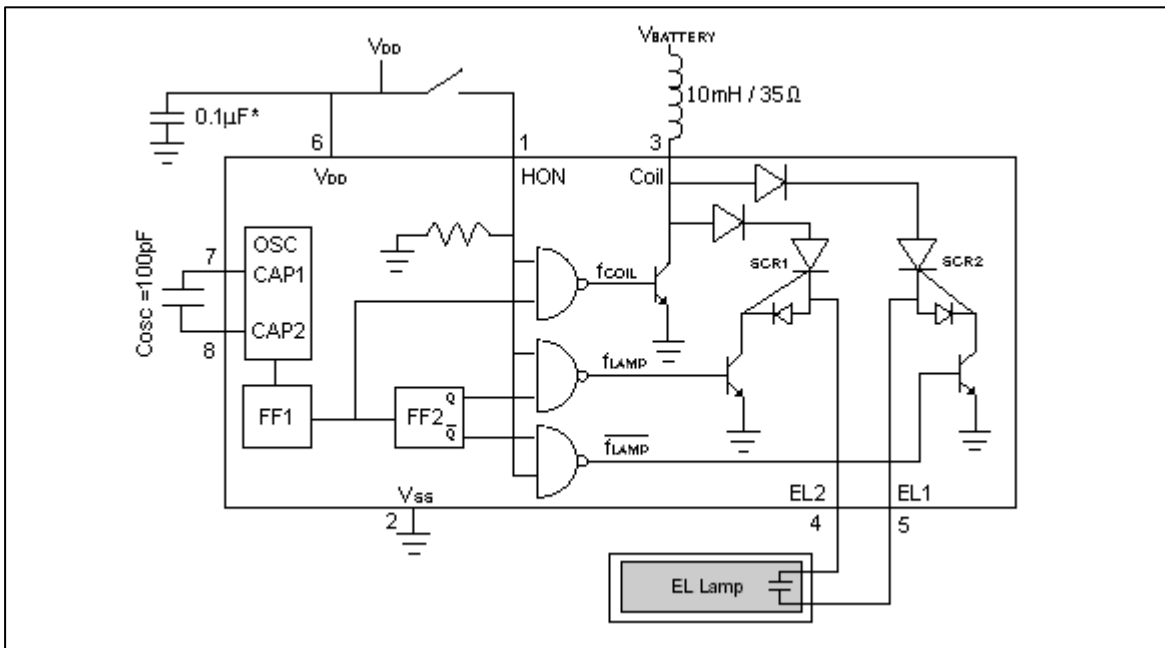 VBATTERY
VDD
10mH / 35Ω
0.1μF*
6
1
3
VDD
HON
Coil
OSC
7
CAP1
SCR1
SCR2
fCOIL
Cosc =100pF
CAP2
8
fLAMP
FF1
FF2
Q
Q̅
f̅L̅A̅M̅P̅
VSS
EL2
EL1
2
4
5
EL Lamp